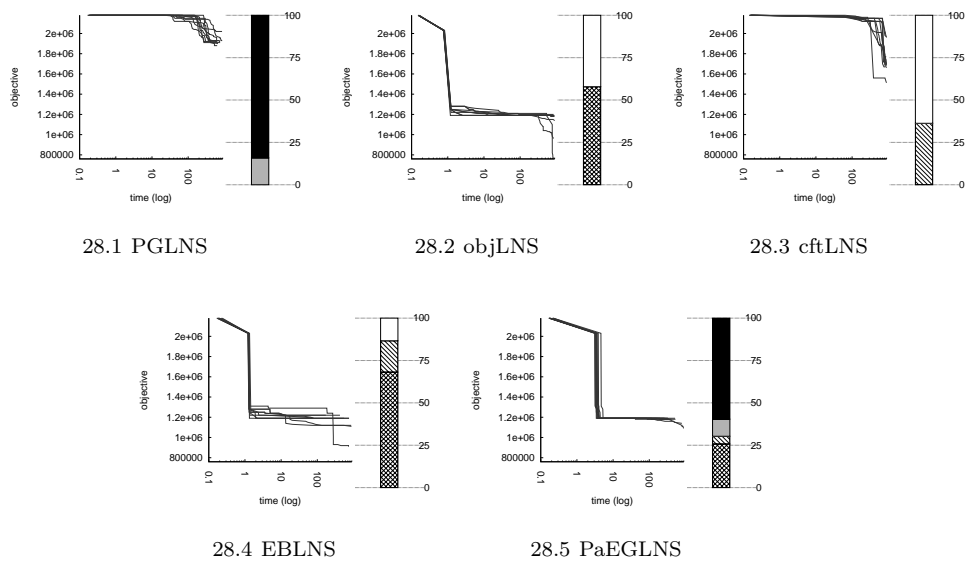 2e+06
1.8e+06
1.6e+06
1.4e+06
1.2e+06
1e+06
800000
objective
0.1
1
10
100
time (log)
100
75
50
25
0
28.1 PGLNS
2e+06
1.8e+06
1.6e+06
1.4e+06
1.2e+06
1e+06
800000
objective
0.1
1
10
100
time (log)
100
75
50
25
0
28.2 objLNS
2e+06
1.8e+06
1.6e+06
1.4e+06
1.2e+06
1e+06
800000
objective
0.1
1
10
100
time (log)
100
75
50
25
0
28.3 cftLNS
2e+06
1.8e+06
1.6e+06
1.4e+06
1.2e+06
1e+06
800000
objective
0.1
1
10
100
time (log)
100
75
50
25
0
28.4 EBLNS
2e+06
1.8e+06
1.6e+06
1.4e+06
1.2e+06
1e+06
800000
objective
0.1
1
10
100
time (log)
100
75
50
25
0
28.5 PaEGLNS